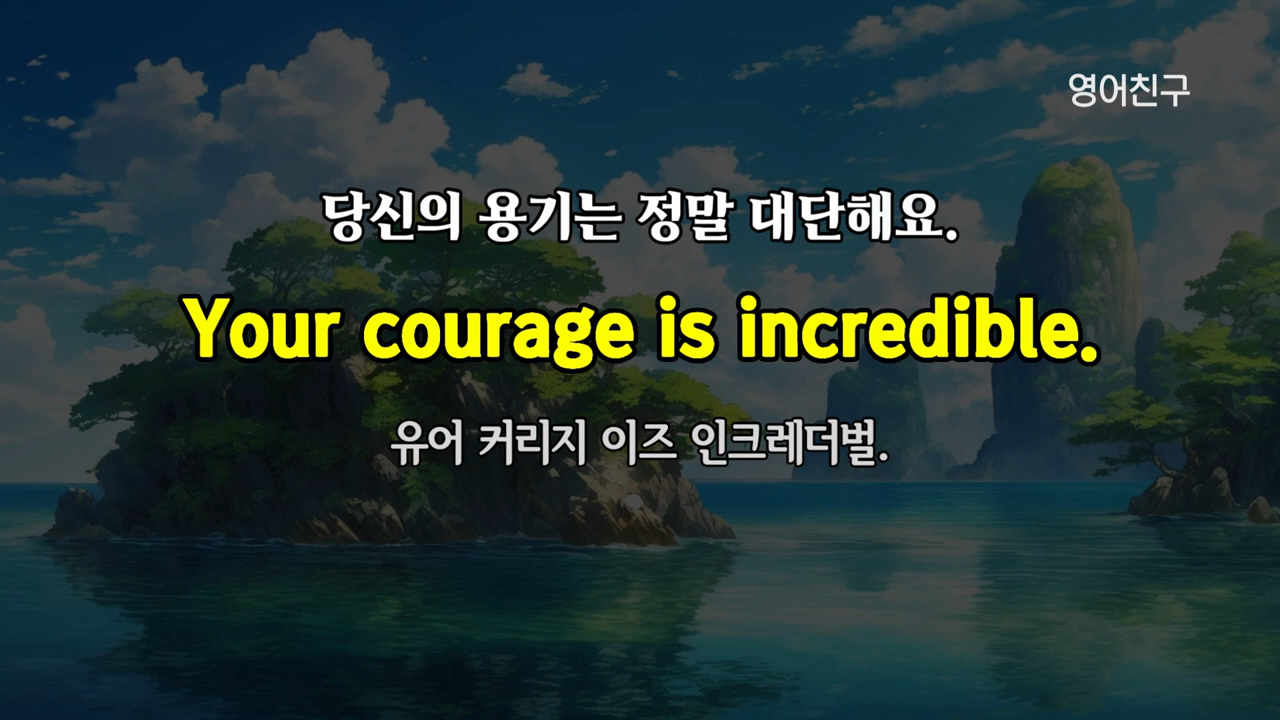 영어친구
당신의 용기는 정말 대단해요.
Your courage is incredible.
유어 커리지 이즈 인크레더벌.